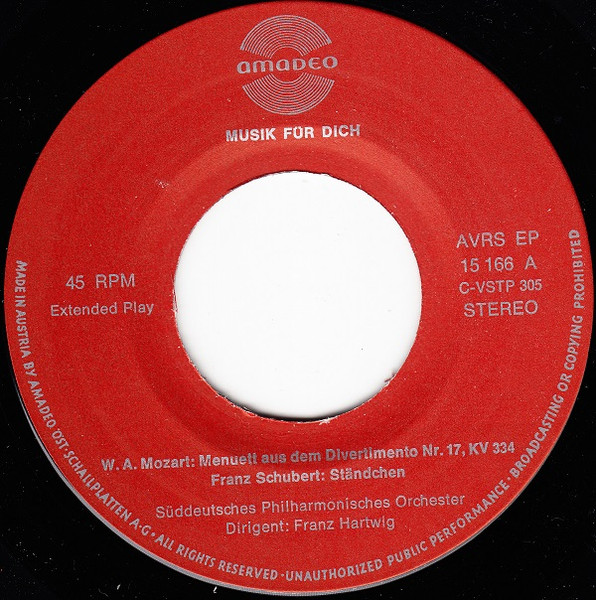 amadeo
MUSIK FÜR DICH
45 RPM
Extended Play
AVRS EP
15 166 A
C-VSTP 305
STEREO
W. A. Mozart: Menuett aus dem Divertimento Nr. 17, KV 334
Franz Schubert: Ständchen
Süddeutsches Philharmonisches Orchester
Dirigent: Franz Hartwig
MADE IN AUSTRIA BY AMADEO ÖST. SCHALLPLATTEN A·G · ALL RIGHTS RESERVED · UNAUTHORIZED PUBLIC PERFORMANCE · BROADCASTING OR COPYING PROHIBITED